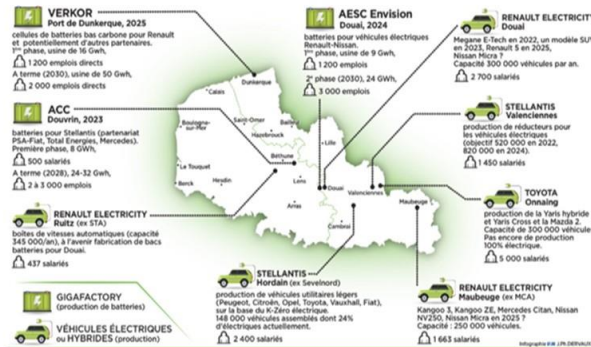 VERKOR
Port de Dunkerque, 2025
cellules de batteries bas carbone pour Renault
et potentiellement d'autres partenaires.
1re phase, usine de 16 Gwh,
1 200 emplois directs
A terme (2030), usine de 50 Gwh,
2 000 emplois directs
ACC
Douvrin, 2023
batteries pour Stellantis (partenariat
PSA-Fiat, Total Energies, Mercedes).
Première phase, 8 GWh,
500 salariés
A terme (2028), 24-32 Gwh,
2 à 3 000 emplois
RENAULT ELECTRICITY
Ruitz (ex STA)
boîtes de vitesses automatiques (capacité
345 000/an), à l'avenir fabrication de bacs
batteries pour Douai.
437 salariés
GIGAFACTORY
(production de batteries)
VÉHICULES ÉLECTRIQUES
ou HYBRIDES (production)
AESC Envision
Douai, 2024
batteries pour véhicules électriques
Renault-Nissan.
1re phase, usine de 9 Gwh,
1 200 emplois
2e phase (2030), 24 GWh,
3 000 emplois
RENAULT ELECTRICITY
Douai
Megane E-Tech en 2022, un modèle SUV
en 2023, Renault 5 en 2025,
Nissan Micra ?
Capacité 300 000 véhicules par an.
2 700 salariés
STELLANTIS
Valenciennes
production de réducteurs pour
les véhicules électriques
(objectif 520 000 en 2022,
820 000 en 2024).
1 450 salariés
TOYOTA
Onnaing
production de la Yaris hybride
et Yaris Cross et la Mazda 2.
Capacité de 300 000 véhicules
Pas encore de production
100% électrique.
5 000 salariés
RENAULT ELECTRICITY
Maubeuge (ex MCA)
Kangoo 3, Kangoo ZE, Mercedes Citan, Nissan
NV250, Nissan Micra en 2025 ?
Capacité : 250 000 véhicules.
1 663 salariés
STELLANTIS
Hordain (ex Sevelnord)
production de véhicules utilitaires légers
(Peugeot, Citroën, Opel, Toyota, Vauxhall, Fiat),
sur la base du K-Zéro électrique.
148 000 véhicules assemblés dont 24%
d'électriques actuellement.
2 400 salariés
Dunkerque
Calais
Boulogne-
sur-Mer
Saint-Omer
Hazebrouck
Lille
Béthune
Le Touquet
Berck
Hesdin
Lens
Douai
Arras
Valenciennes
Maubeuge
Cambrai